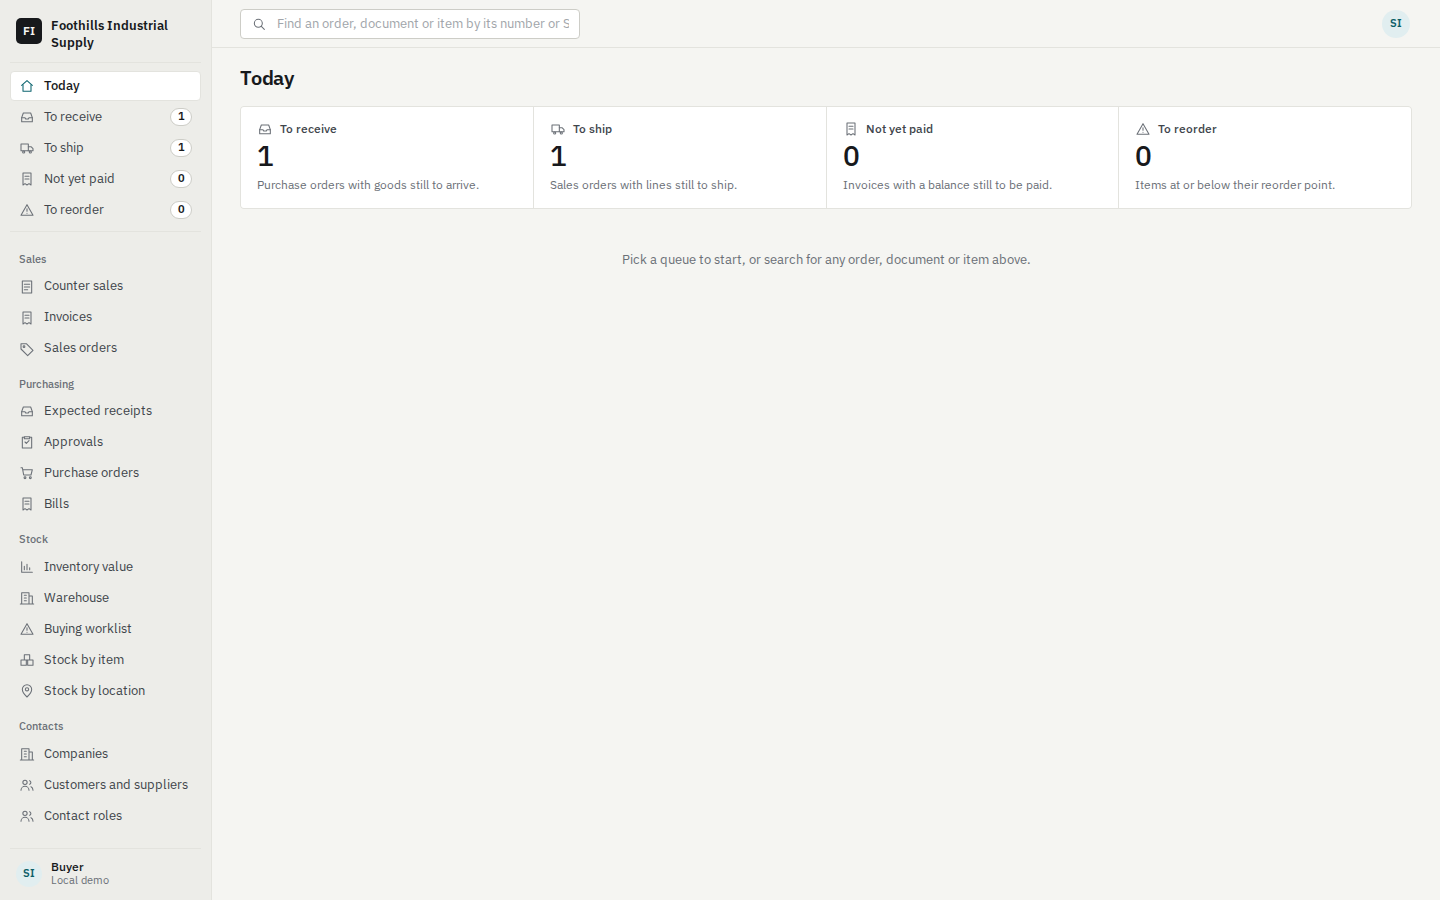 FI
Foothills Industrial
Supply
Today
To receive 1
To ship 1
Not yet paid 0
To reorder 0
Sales
Counter sales
Invoices
Sales orders
Purchasing
Expected receipts
Approvals
Purchase orders
Bills
Stock
Inventory value
Warehouse
Buying worklist
Stock by item
Stock by location
Contacts
Companies
Customers and suppliers
Contact roles
SI
Buyer
Local demo
Find an order, document or item by its number or S
SI
Today
To receive
1
Purchase orders with goods still to arrive.
To ship
1
Sales orders with lines still to ship.
Not yet paid
0
Invoices with a balance still to be paid.
To reorder
0
Items at or below their reorder point.
Pick a queue to start, or search for any order, document or item above.